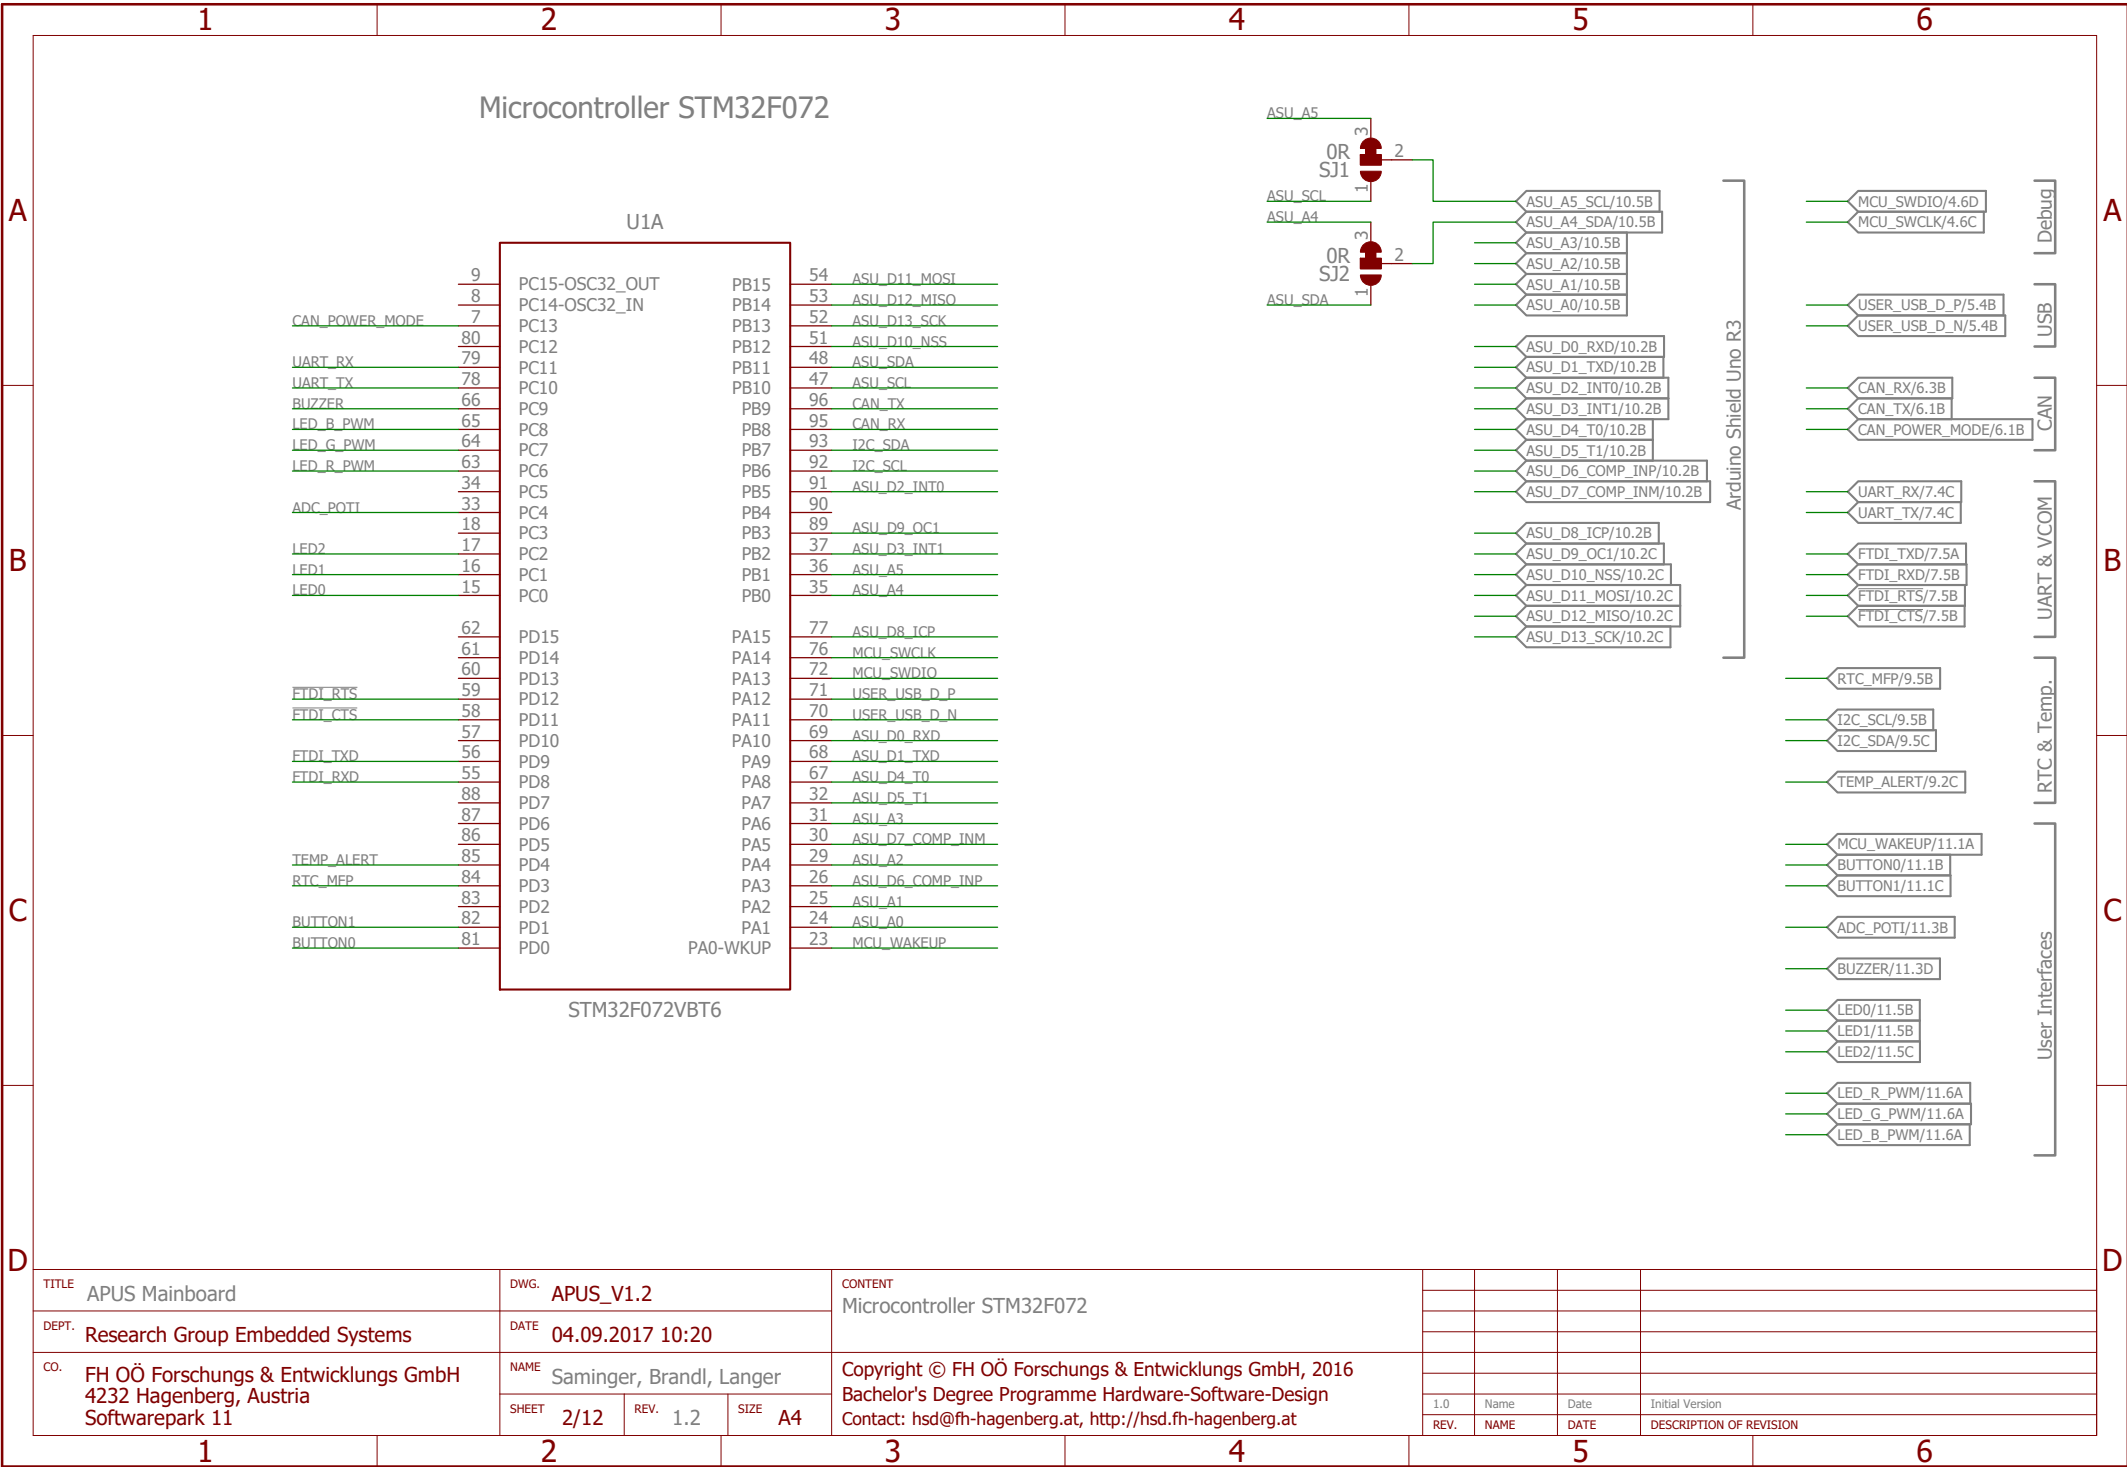 1 2 3 4 5 6
A
B
C
D
Microcontroller STM32F072
U1A
9 PC15-OSC32_OUT
8 PC14-OSC32_IN
CAN_POWER_MODE 7 PC13
80 PC12
UART_RX 79 PC11
UART_TX 78 PC10
BUZZER 66 PC9
LED_B_PWM 65 PC8
LED_G_PWM 64 PC7
LED_R_PWM 63 PC6
34 PC5
ADC_POTI 33 PC4
18 PC3
LED2 17 PC2
LED1 16 PC1
LED0 15 PC0
62 PD15
61 PD14
60 PD13
FTDI_RTS 59 PD12
FTDI_CTS 58 PD11
57 PD10
FTDI_TXD 56 PD9
FTDI_RXD 55 PD8
88 PD7
87 PD6
86 PD5
TEMP_ALERT 85 PD4
RTC_MFP 84 PD3
83 PD2
BUTTON1 82 PD1
BUTTON0 81 PD0
PB15 54 ASU_D11_MOSI
PB14 53 ASU_D12_MISO
PB13 52 ASU_D13_SCK
PB12 51 ASU_D10_NSS
PB11 48 ASU_SDA
PB10 47 ASU_SCL
PB9 96 CAN_TX
PB8 95 CAN_RX
PB7 93 I2C_SDA
PB6 92 I2C_SCL
PB5 91 ASU_D2_INT0
PB4 90
PB3 89 ASU_D9_OC1
PB2 37 ASU_D3_INT1
PB1 36 ASU_A5
PB0 35 ASU_A4
PA15 77 ASU_D8_ICP
PA14 76 MCU_SWCLK
PA13 72 MCU_SWDIO
PA12 71 USER_USB_D_P
PA11 70 USER_USB_D_N
PA10 69 ASU_D0_RXD
PA9 68 ASU_D1_TXD
PA8 67 ASU_D4_T0
PA7 32 ASU_D5_T1
PA6 31 ASU_A3
PA5 30 ASU_D7_COMP_INM
PA4 29 ASU_A2
PA3 26 ASU_D6_COMP_INP
PA2 25 ASU_A1
PA1 24 ASU_A0
PA0-WKUP 23 MCU_WAKEUP
STM32F072VBT6
ASU_A5
3
0R 2
SJ1
1
ASU_SCL
ASU_A4
3
0R 2
SJ2
1
ASU_SDA
ASU_A5_SCL/10.5B
ASU_A4_SDA/10.5B
ASU_A3/10.5B
ASU_A2/10.5B
ASU_A1/10.5B
ASU_A0/10.5B
ASU_D0_RXD/10.2B
ASU_D1_TXD/10.2B
ASU_D2_INT0/10.2B
ASU_D3_INT1/10.2B
ASU_D4_T0/10.2B
ASU_D5_T1/10.2B
ASU_D6_COMP_INP/10.2B
ASU_D7_COMP_INM/10.2B
ASU_D8_ICP/10.2B
ASU_D9_OC1/10.2C
ASU_D10_NSS/10.2C
ASU_D11_MOSI/10.2C
ASU_D12_MISO/10.2C
ASU_D13_SCK/10.2C
Arduino Shield Uno R3
MCU_SWDIO/4.6D
MCU_SWCLK/4.6C
Debug
USER_USB_D_P/5.4B
USER_USB_D_N/5.4B
USB
CAN_RX/6.3B
CAN_TX/6.1B
CAN_POWER_MODE/6.1B
CAN
UART_RX/7.4C
UART_TX/7.4C
FTDI_TXD/7.5A
FTDI_RXD/7.5B
FTDI_RTS/7.5B
FTDI_CTS/7.5B
UART & VCOM
RTC_MFP/9.5B
I2C_SCL/9.5B
I2C_SDA/9.5C
TEMP_ALERT/9.2C
RTC & Temp.
MCU_WAKEUP/11.1A
BUTTON0/11.1B
BUTTON1/11.1C
ADC_POTI/11.3B
BUZZER/11.3D
LED0/11.5B
LED1/11.5B
LED2/11.5C
LED_R_PWM/11.6A
LED_G_PWM/11.6A
LED_B_PWM/11.6A
User Interfaces
A
B
C
D
TITLE APUS Mainboard
DEPT. Research Group Embedded Systems
CO. FH OÖ Forschungs & Entwicklungs GmbH
4232 Hagenberg, Austria
Softwarepark 11
DWG. APUS_V1.2
DATE 04.09.2017 10:20
NAME Saminger, Brandl, Langer
SHEET 2/12 REV. 1.2 SIZE A4
CONTENT
Microcontroller STM32F072
Copyright © FH OÖ Forschungs & Entwicklungs GmbH, 2016
Bachelor's Degree Programme Hardware-Software-Design
Contact: hsd@fh-hagenberg.at, http://hsd.fh-hagenberg.at
1.0 Name Date Initial Version
REV. NAME DATE DESCRIPTION OF REVISION
1 2 3 4 5 6